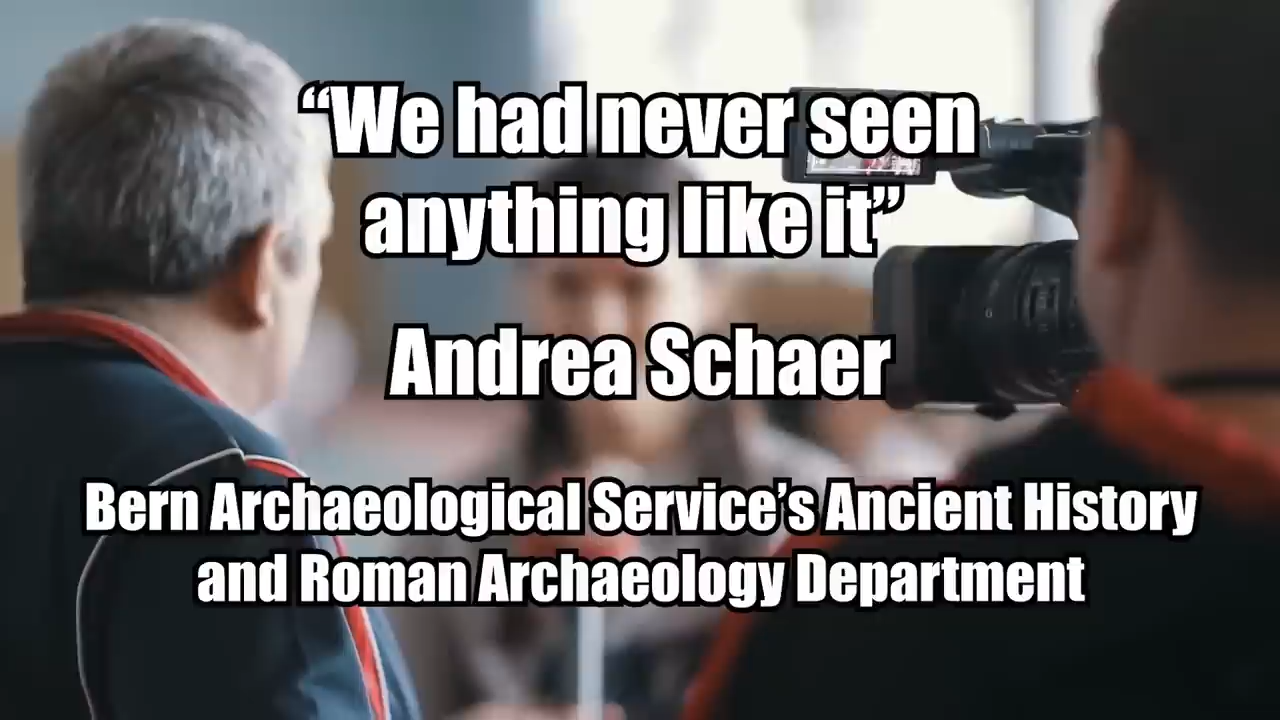 “We had never seen
anything like it”
Andrea Schaer
Bern Archaeological Service’s Ancient History
and Roman Archaeology Department